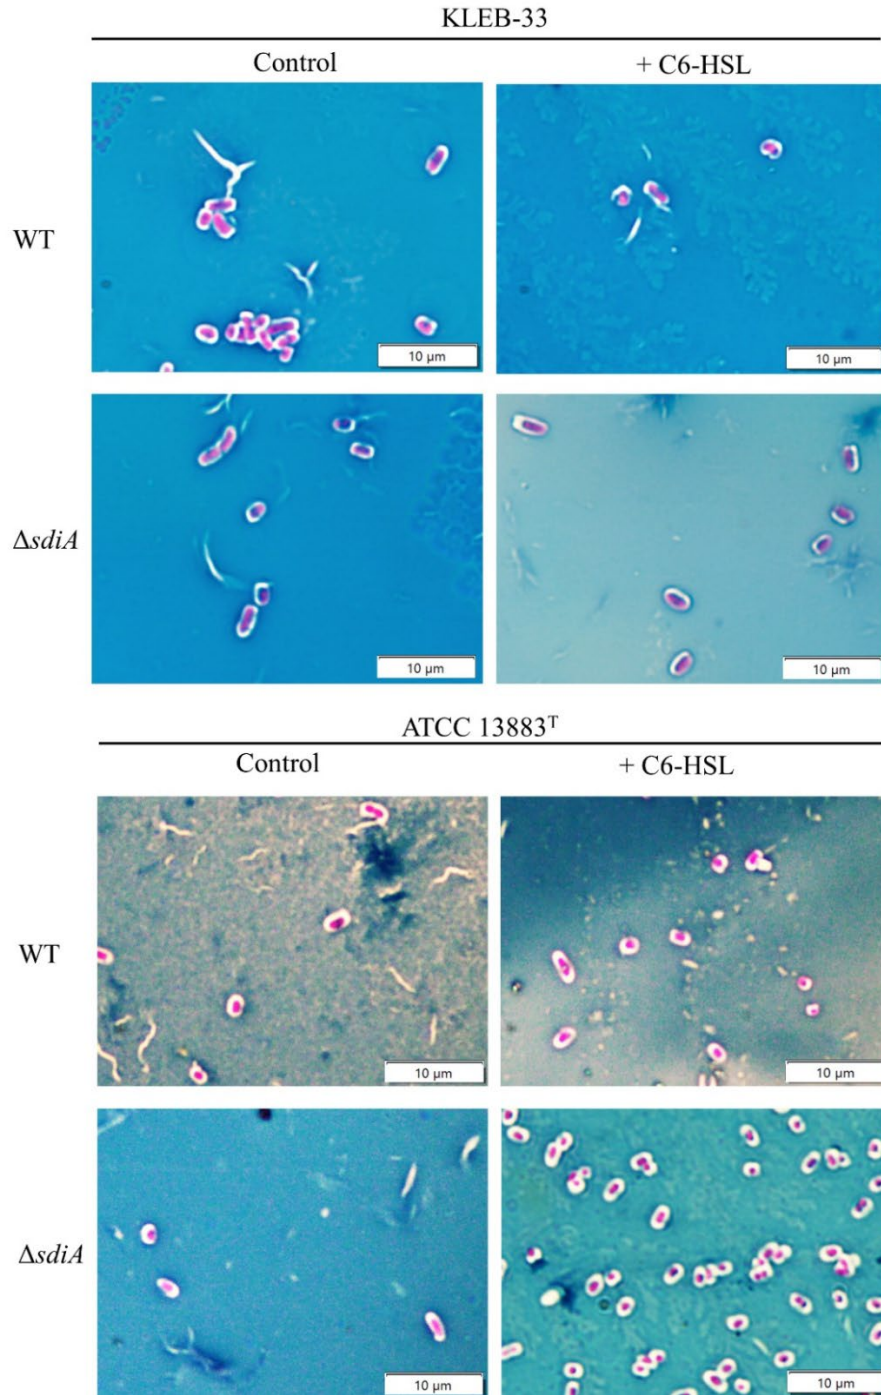 KLEB-33
Control + C6-HSL
WT
10 µm 10 µm
ΔsdiA
10 µm 10 µm
ATCC 13883ᵀ
Control + C6-HSL
WT
10 µm 10 µm
ΔsdiA
10 µm 10 µm